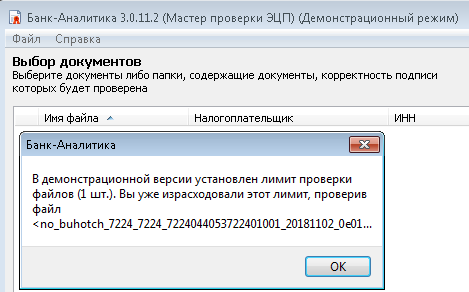 Банк-Аналитика 3.0.11.2 (Мастер проверки ЭЦП) (Демонстрационный режим)
Файл Справка
Выбор документов
Выберите документы либо папки, содержащие документы, корректность подписи
которых будет проверена
Имя файла Налогоплательщик ИНН
Банк-Аналитика
В демонстрационной версии установлен лимит проверки
файлов (1 шт.). Вы уже израсходовали этот лимит, проверив
файл
<no_buhotch_7224_7224_7224044053722401001_20181102_0e01...
OK